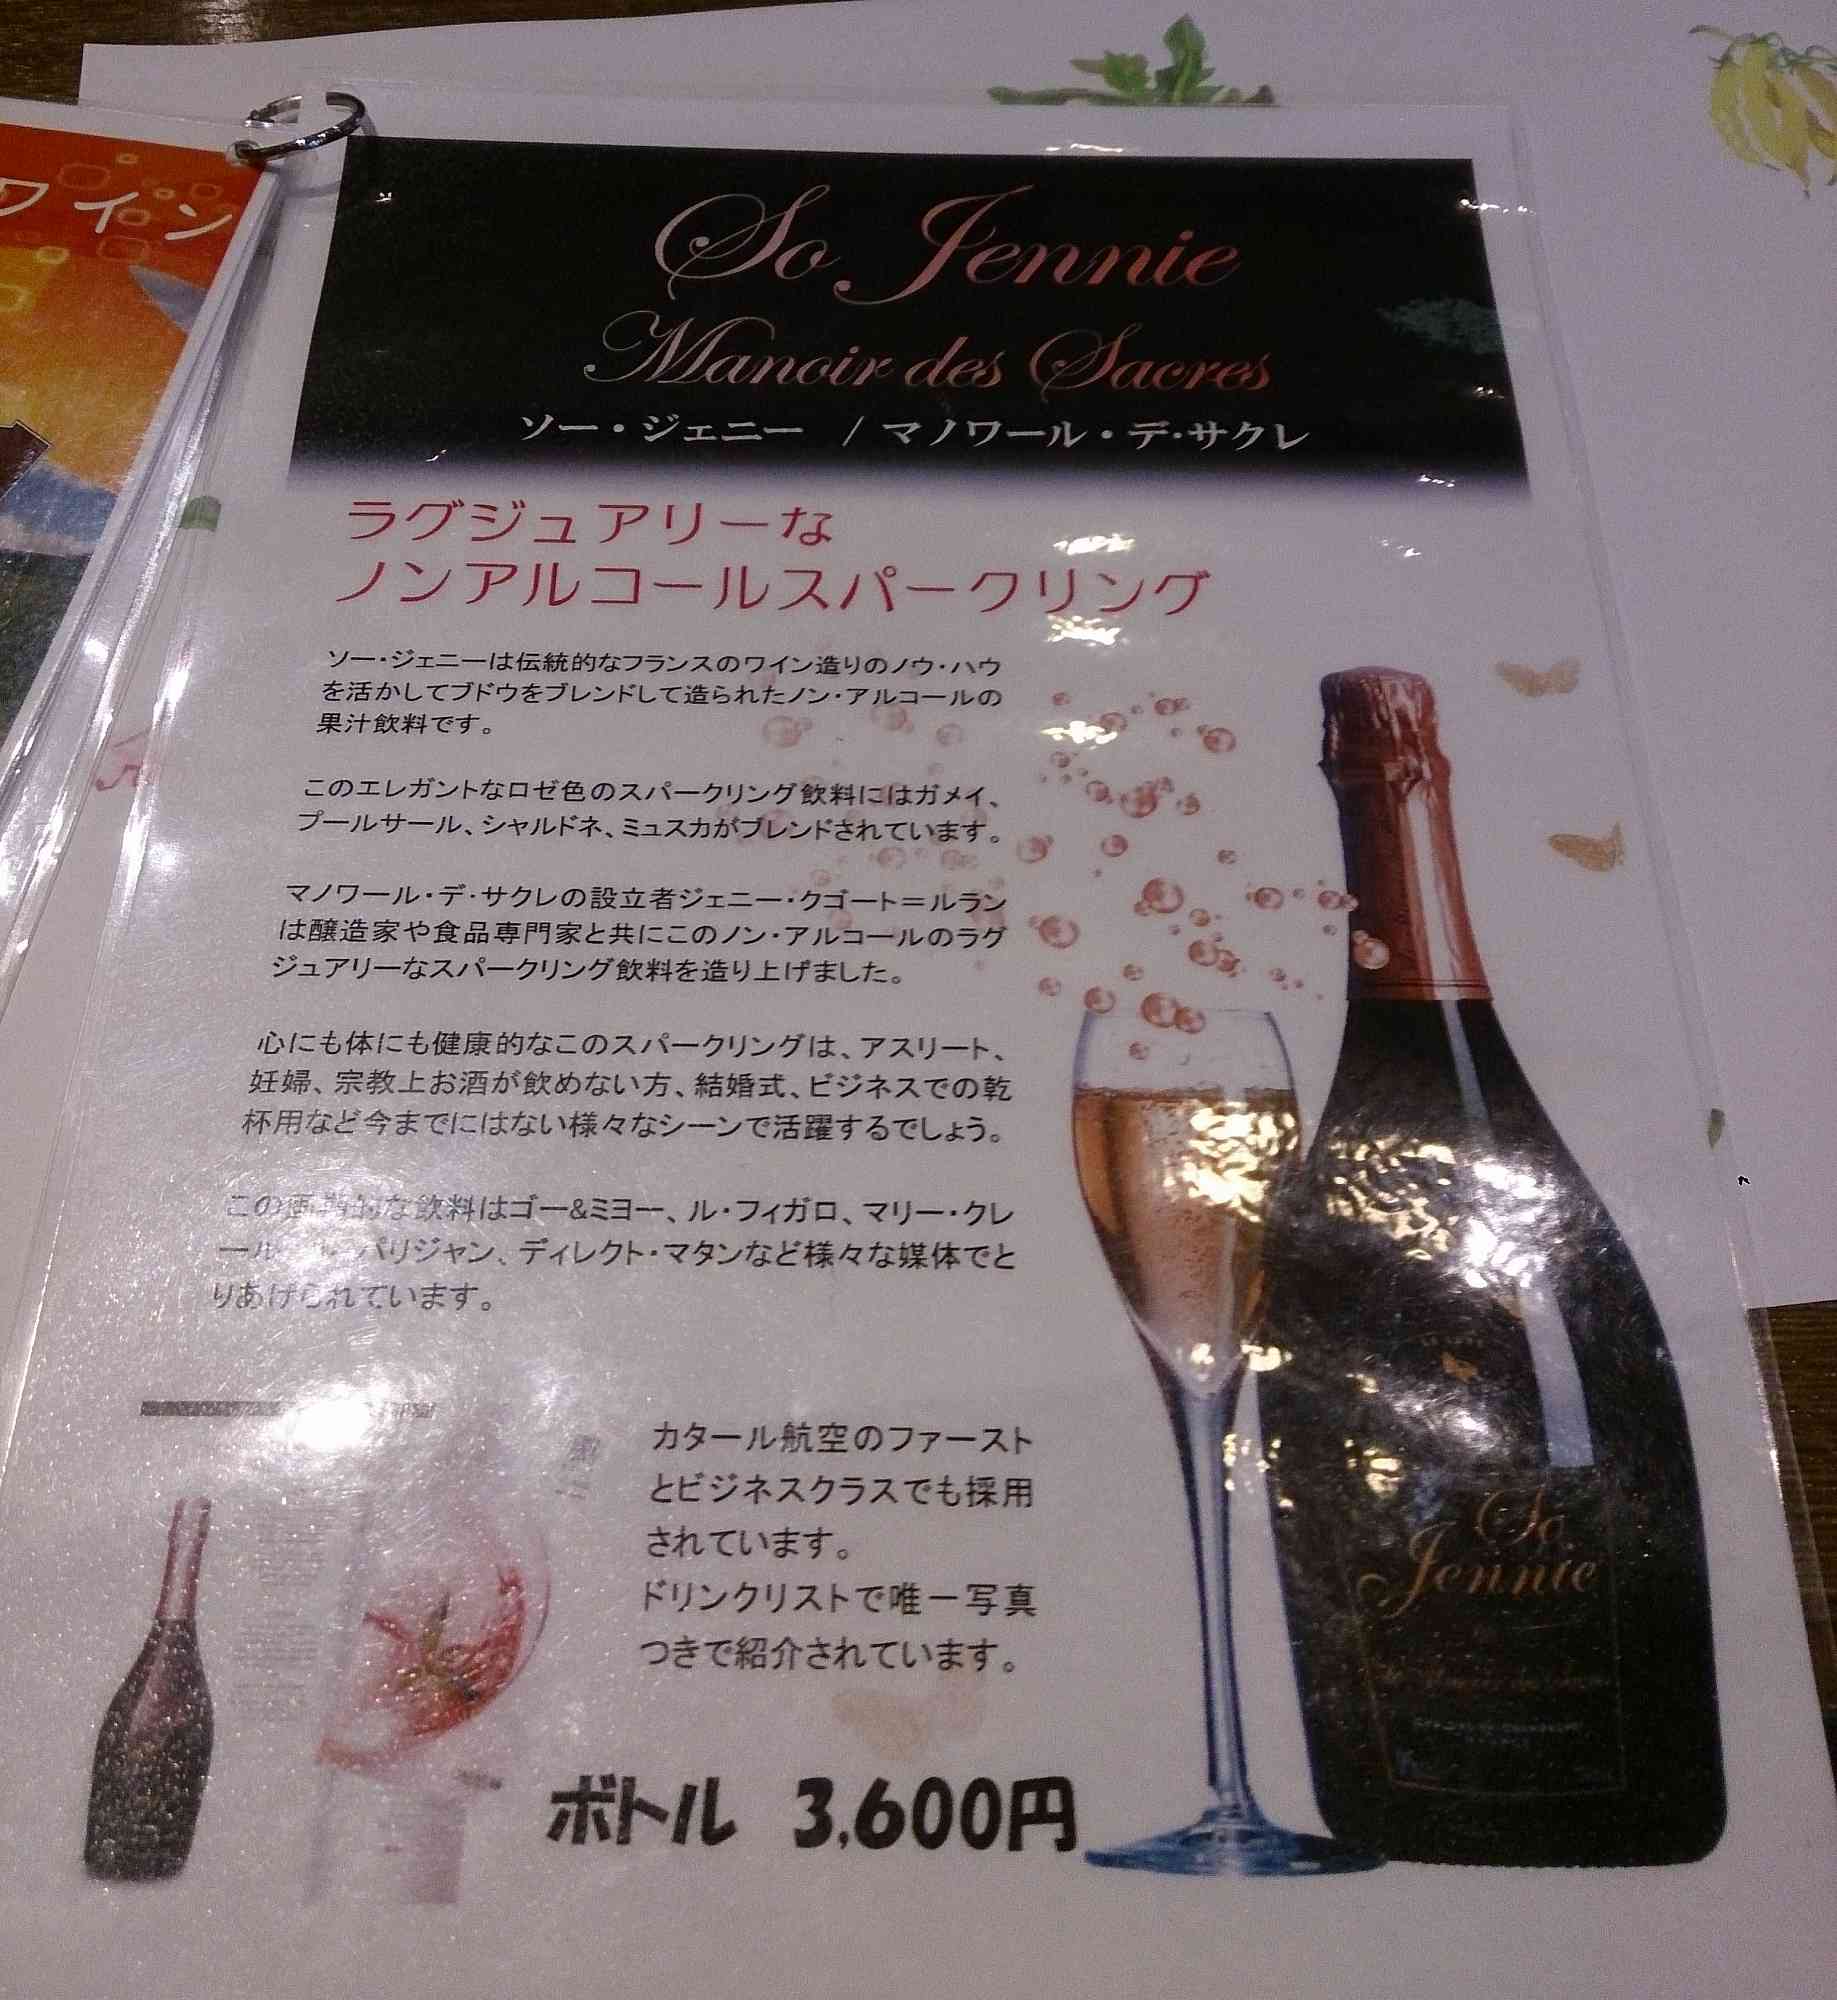 ワイン
So Jennie
Manoir des Sacres
ソー・ジェニー / マノワール・デ・サクレ
ラグジュアリーな
ノンアルコールスパークリング
ソー・ジェニーは伝統的なフランスのワイン造りのノウ・ハウ
を活かしてブドウをブレンドして造られたノン・アルコールの
果汁飲料です。
このエレガントなロゼ色のスパークリング飲料にはガメイ、
プールサール、シャルドネ、ミュスカがブレンドされています。
マノワール・デ・サクレの設立者ジェニー・クゴート＝ルラン
は醸造家や食品専門家と共にこのノン・アルコールのラグ
ジュアリーなスパークリング飲料を造り上げました。
心にも体にも健康的なこのスパークリングは、アスリート、
妊婦、宗教上お酒が飲めない方、結婚式、ビジネスでの乾
杯用など今までにはない様々なシーンで活躍するでしょう。
この画期的な飲料はゴー&ミヨー、ル・フィガロ、マリー・クレ
ール、パリジャン、ディレクト・マタンなど様々な媒体でと
りあげられています。
カタール航空のファースト
とビジネスクラスでも採用
されています。
ドリンクリストで唯一写真
つきで紹介されています。
So
Jennie
ボトル 3,600円